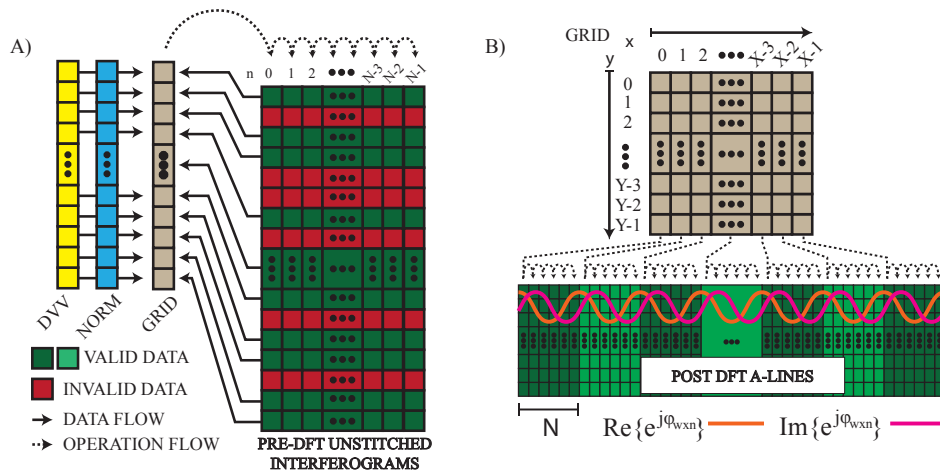 A)
n 0 1 2 N-3 N-2 N-1
DVV
NORM
GRID
VALID DATA
INVALID DATA
DATA FLOW
OPERATION FLOW
PRE-DFT UNSTITCHED
INTERFEROGRAMS
B)
GRID x
y 0 1 2 X-3 X-2 X-1
0
1
2
Y-3
Y-2
Y-1
POST DFT A-LINES
N
Re{e^{jφ_{wxn}}} Im{e^{jφ_{wxn}}}